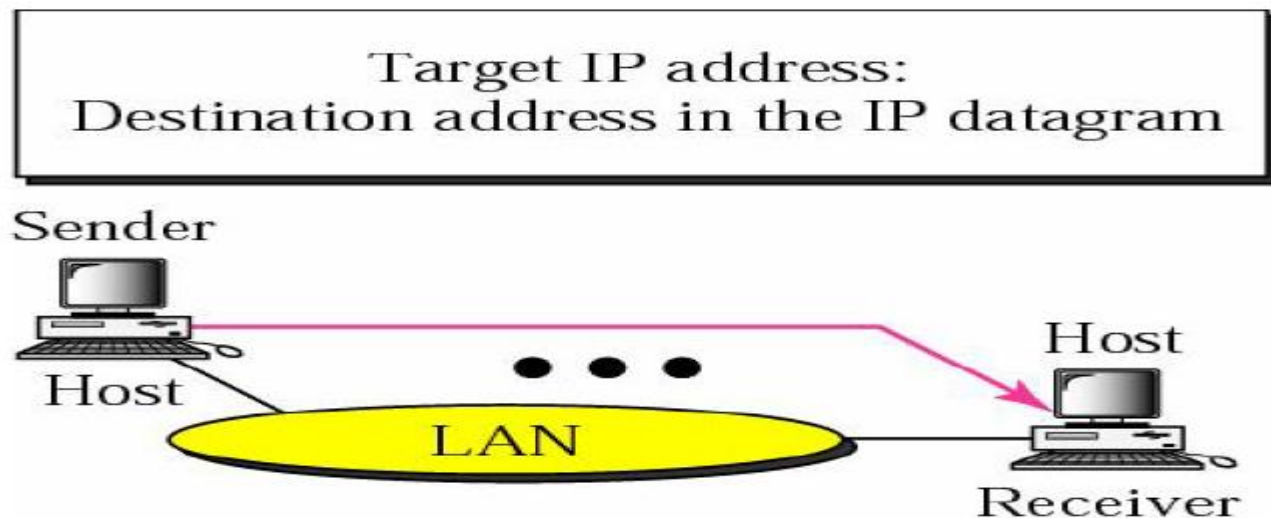 Target IP address:
Destination address in the IP datagram
Sender
Host
Host
LAN
Receiver